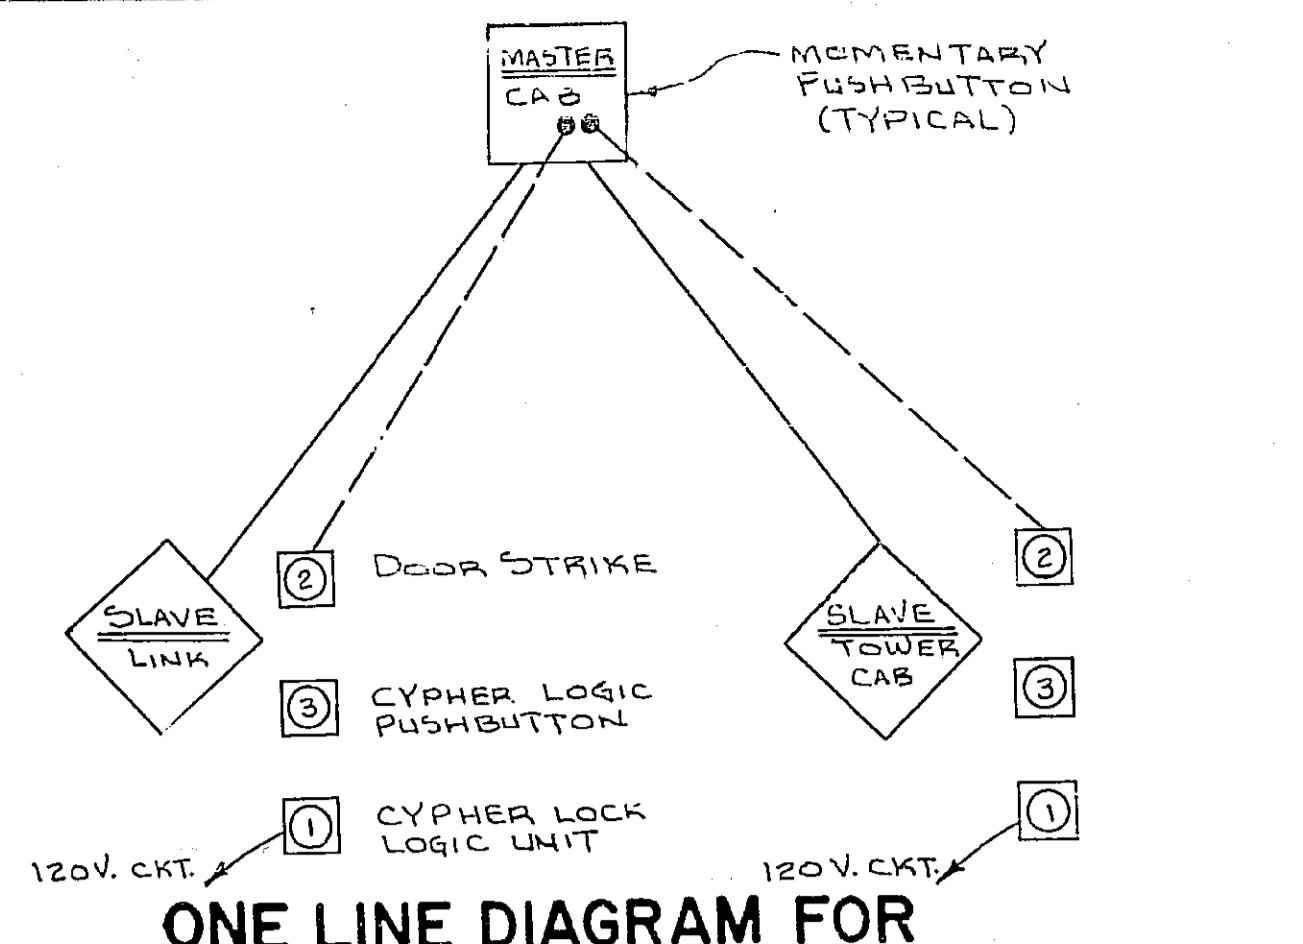 MASTER
CAB
MOMENTARY
PUSHBUTTON
(TYPICAL)
SLAVE
LINK
2
DOOR STRIKE
3
CYPHER LOGIC
PUSHBUTTON
1
CYPHER LOCK
LOGIC UNIT
120V. CKT.
SLAVE
TOWER
CAB
2
3
1
120V. CKT.
ONE LINE DIAGRAM FOR